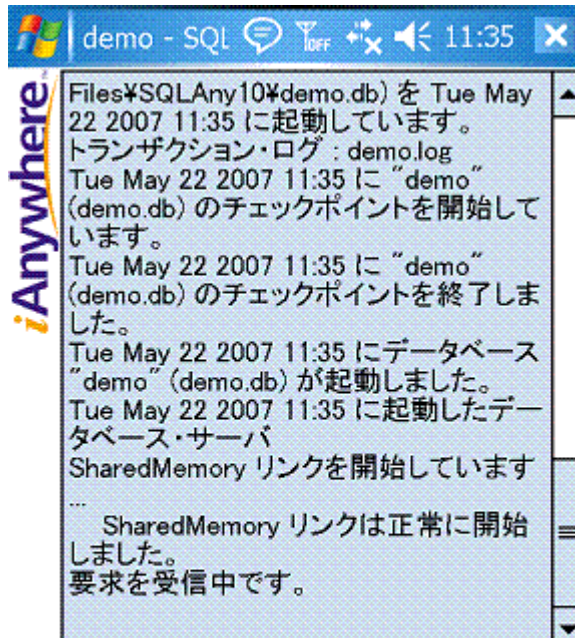 demo - SQL
OFF
11:35
iAnywhere
Files¥SQLAny10¥demo.db) を Tue May
22 2007 11:35 に起動しています。
トランザクション・ログ : demo.log
Tue May 22 2007 11:35 に "demo"
(demo.db) のチェックポイントを開始して
います。
Tue May 22 2007 11:35 に "demo"
(demo.db) のチェックポイントを終了しま
した。
Tue May 22 2007 11:35 にデータベース
"demo" (demo.db) が起動しました。
Tue May 22 2007 11:35 に起動したデー
タベース・サーバ
SharedMemory リンクを開始しています
...
SharedMemory リンクは正常に開始
しました。
要求を受信中です。